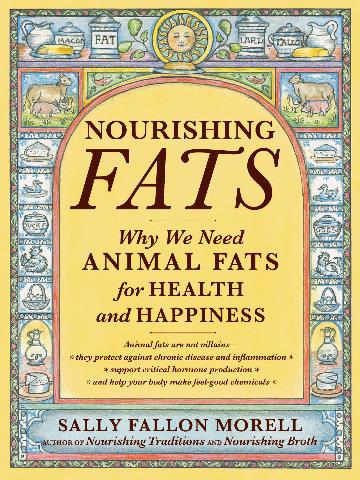 BACON FAT LARD TALLOW
NOURISHING
FATS
Why We Need
ANIMAL FATS
for HEALTH
and HAPPINESS
Animal fats are not villains—
they protect against chronic disease and inflammation
support critical hormone production
and help your body make feel-good chemicals
SALLY FALLON MORELL
AUTHOR OF Nourishing Traditions AND Nourishing Broth